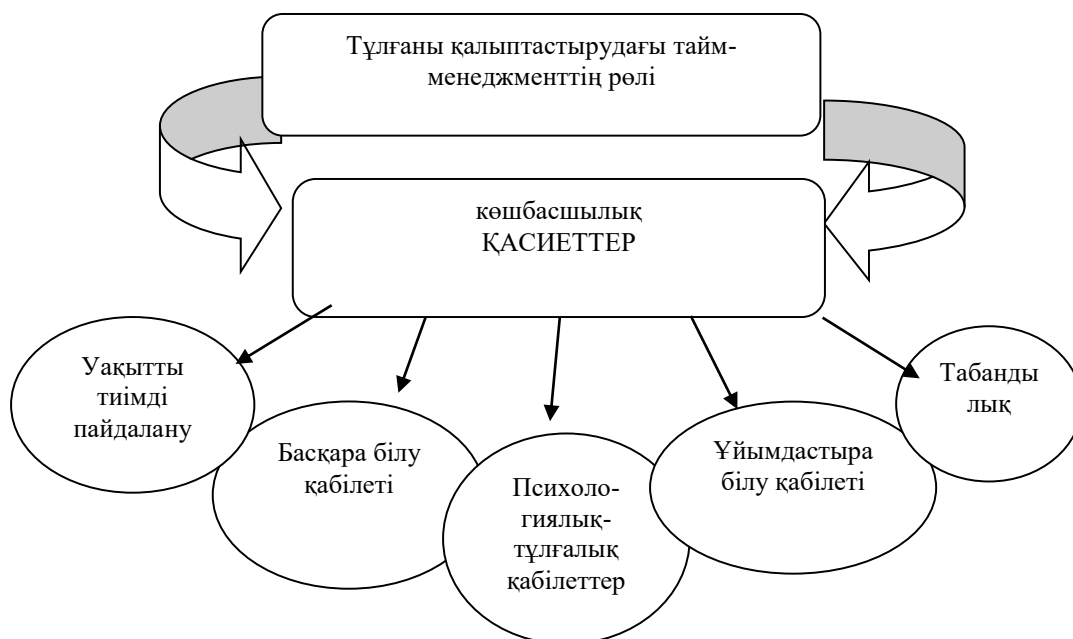 Тұлғаны қалыптастырудағы тайм-
менеджменттің рөлі
көшбасшылық
ҚАСИЕТТЕР
Уақытты
тиімді
пайдалану
Басқара білу
қабілеті
Психоло-
гиялық-
тұлғалық
қабілеттер
Ұйымдастыра
білу қабілеті
Табанды
лық